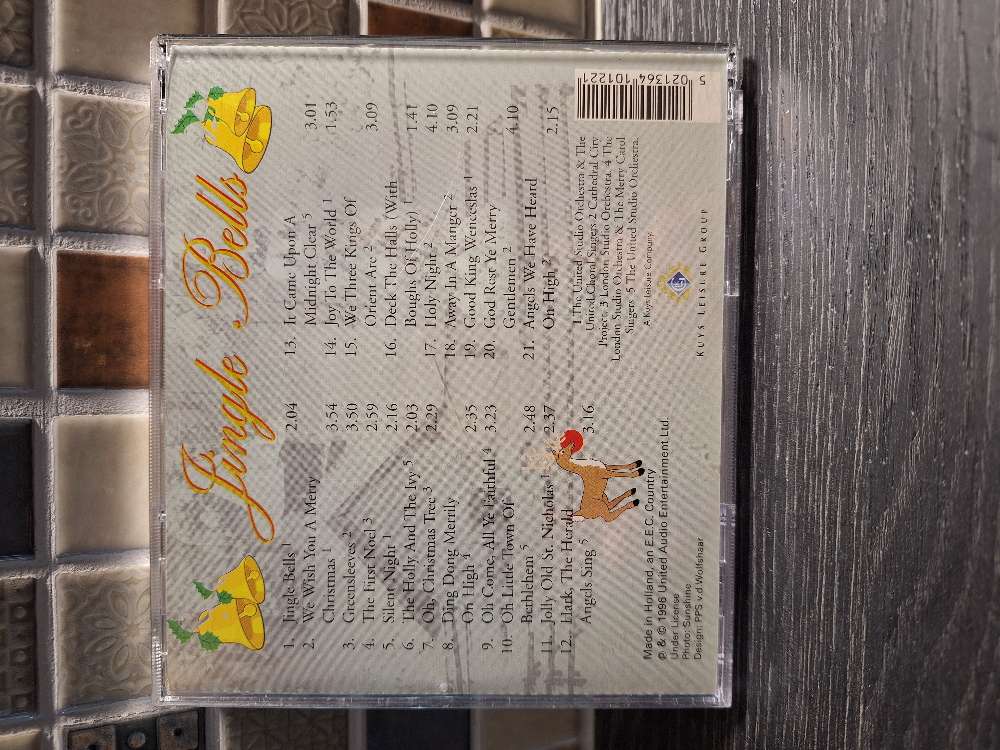 Jingle Bells
1. Jingle Bells 1 2.04
2. We Wish You A Merry
Christmas 1 3.54
3. Greensleeves 2 3.50
4. The First Noel 3 2.59
5. Silent Night 1 2.16
6. The Holly And The Ivy 5 2.03
7. Oh, Christmas Tree 3 2.29
8. Ding Dong Merrily
On High 4 2.35
9. Oh Come, All Ye Faithful 4 3.23
10. Oh Little Town Of
Bethlehem 5 2.48
11. Jolly Old St. Nicholas 1 2.37
12. Hark, The Herald
Angels Sing 5 3.16
13. It Came Upon A
Midnight Clear 5 3.01
14. Joy To The World 1 1.53
15. We Three Kings Of
Orient Are 2 3.09
16. Deck The Halls (With
Boughs Of Holly) 1 1.41
17. Holy Night 2 4.10
18. Away In A Manger 2 3.09
19. Good King Wenceslas 4 2.21
20. God Rest Ye Merry
Gentlemen 2 4.10
21. Angels We Have Heard
On High 2 2.15
1 The United Studio Orchestra & The
United Choral Singers 2 Cathedral City
Project 3 London Studio Orchestra. 4 The
London Studio Orchestra & The Merry Carol
Singers 5 The United Studio Orchestra.
A Kuys Leisure Company
KUYS LEISURE GROUP
Made in Holland, an E.E.C. Country
℗ & © 1996 United Audio Entertainment Ltd.
Under License
Photo: Sunshine
Design: PPS v.d Wolfshaar
5 021364 101221